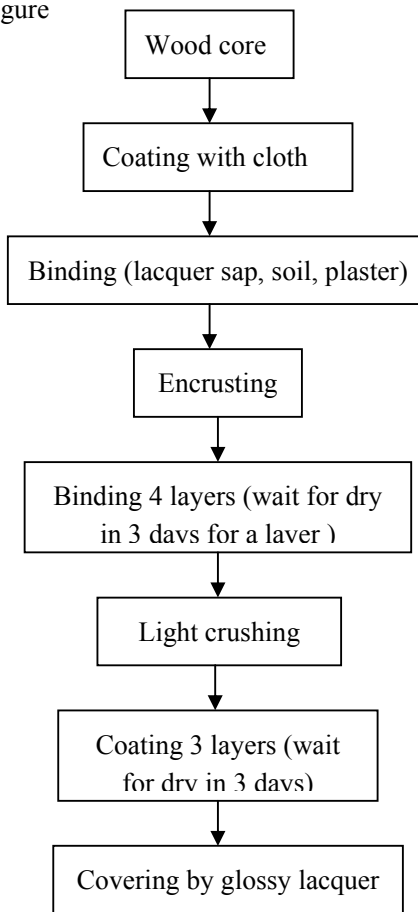 gure
Wood core
Coating with cloth
Binding (lacquer sap, soil, plaster)
Encrusting
Binding 4 layers (wait for dry
in 3 days for a layer )
Light crushing
Coating 3 layers (wait
for dry in 3 days)
Covering by glossy lacquer